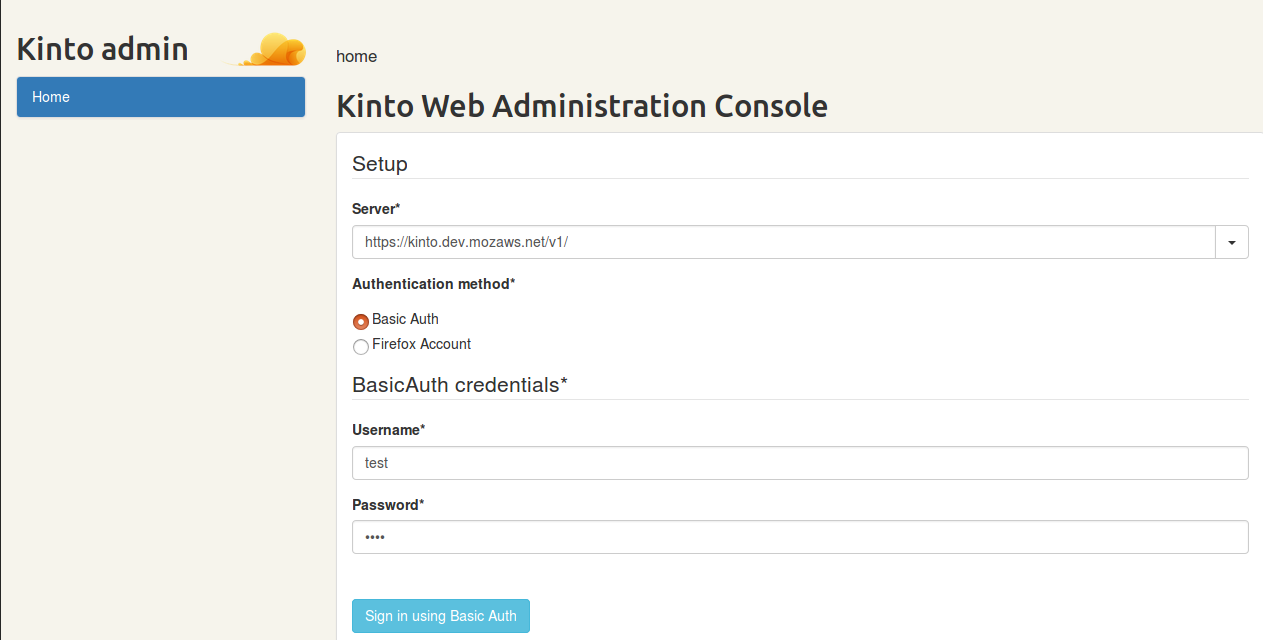 Kinto admin
Home
home
Kinto Web Administration Console
Setup
Server*
https://kinto.dev.mozaws.net/v1/
Authentication method*
Basic Auth
Firefox Account
BasicAuth credentials*
Username*
test
Password*
••••
Sign in using Basic Auth